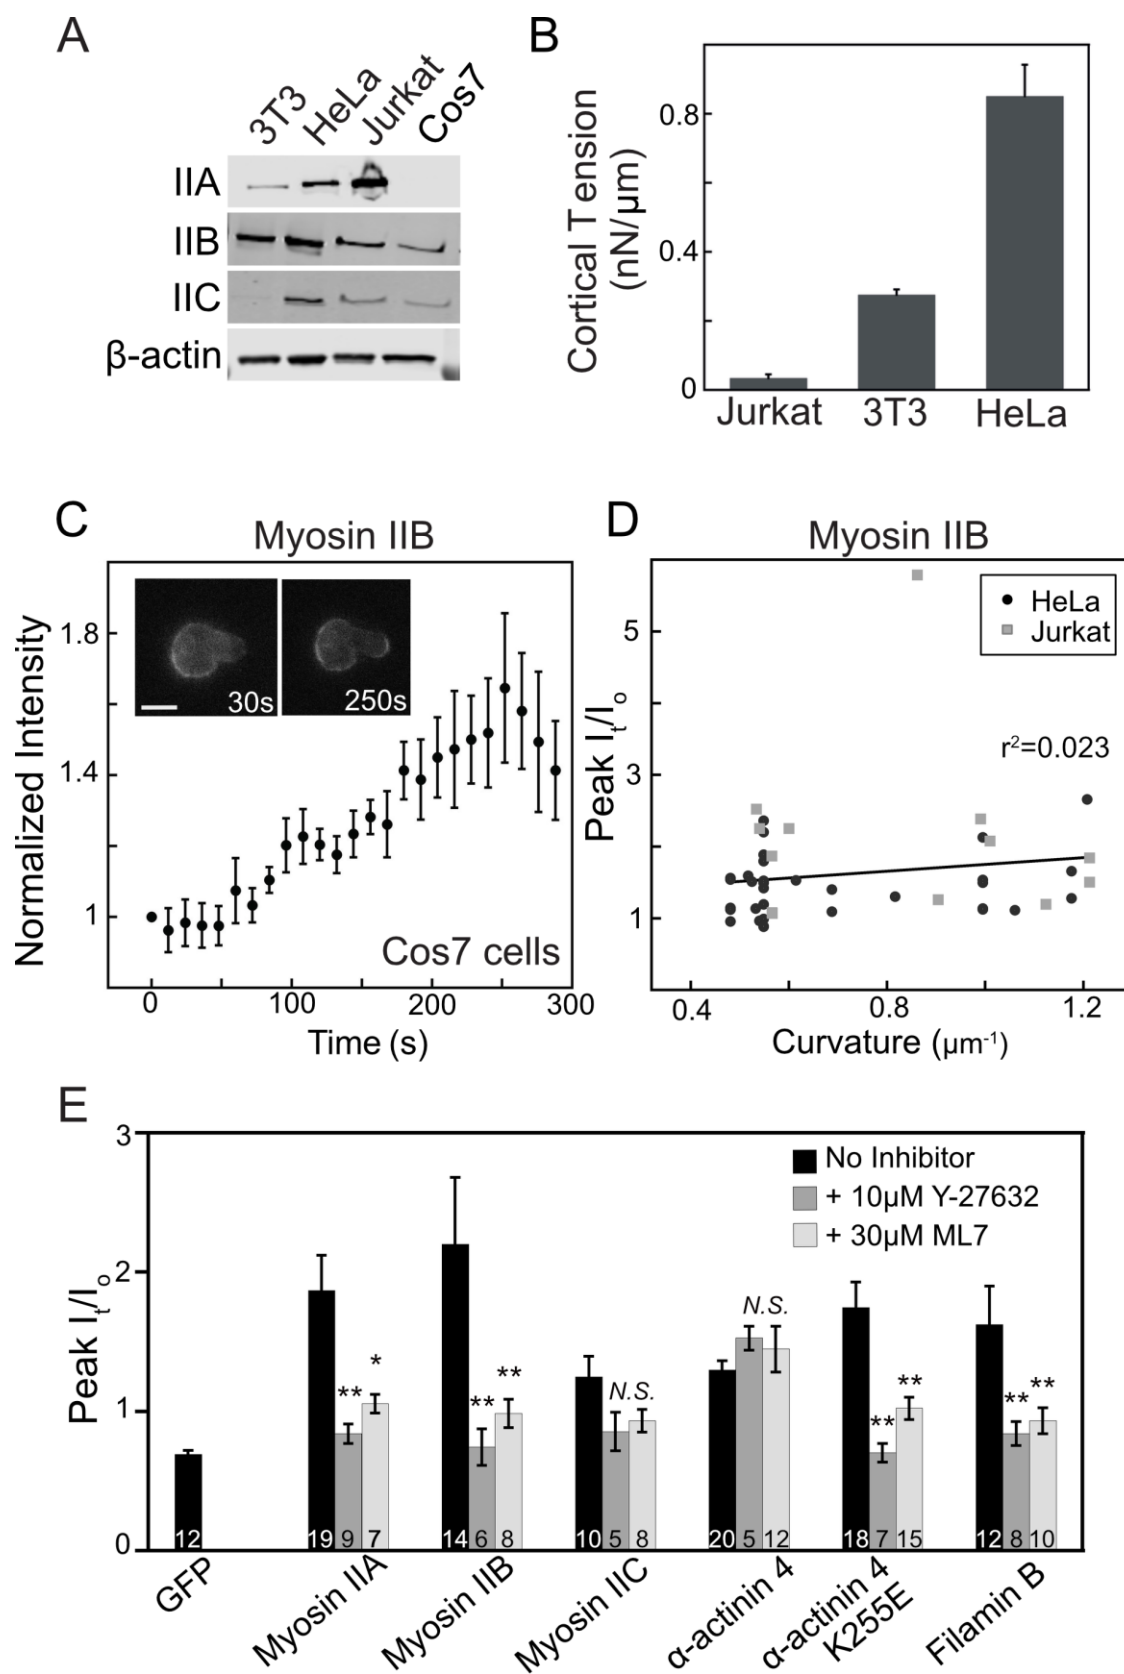 A
3T3
HeLa
Jurkat
Cos7
IIA
IIB
IIC
β-actin
B
Cortical Tension
(nN/µm)
0.8
0.4
0
Jurkat
3T3
HeLa
C
Myosin IIB
Normalized Intensity
1.8
1.4
1
30s
250s
Cos7 cells
0
100
200
300
Time (s)
D
Myosin IIB
Peak It/Io
5
3
1
HeLa
Jurkat
r²=0.023
0.4
0.8
1.2
Curvature (µm⁻¹)
E
Peak It/Io
3
2
1
0
No Inhibitor
+ 10µM Y-27632
+ 30µM ML7
** *
** **
N.S.
N.S.
** **
** **
12
19 9 7
14 6 8
10 5 8
20 5 12
18 7 15
12 8 10
GFP
Myosin IIA
Myosin IIB
Myosin IIC
α-actinin 4
α-actinin 4
K255E
Filamin B